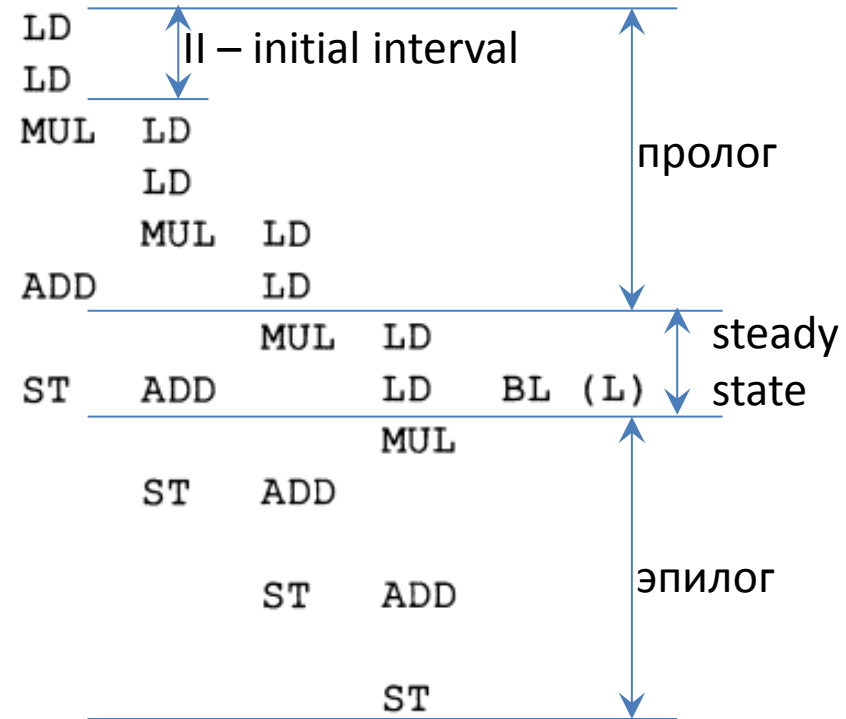 LD
II – initial interval
LD
MUL LD
пролог
LD
MUL LD
ADD LD
MUL LD steady
ST ADD LD BL (L) state
MUL
ST ADD
ST ADD эпилог
ST